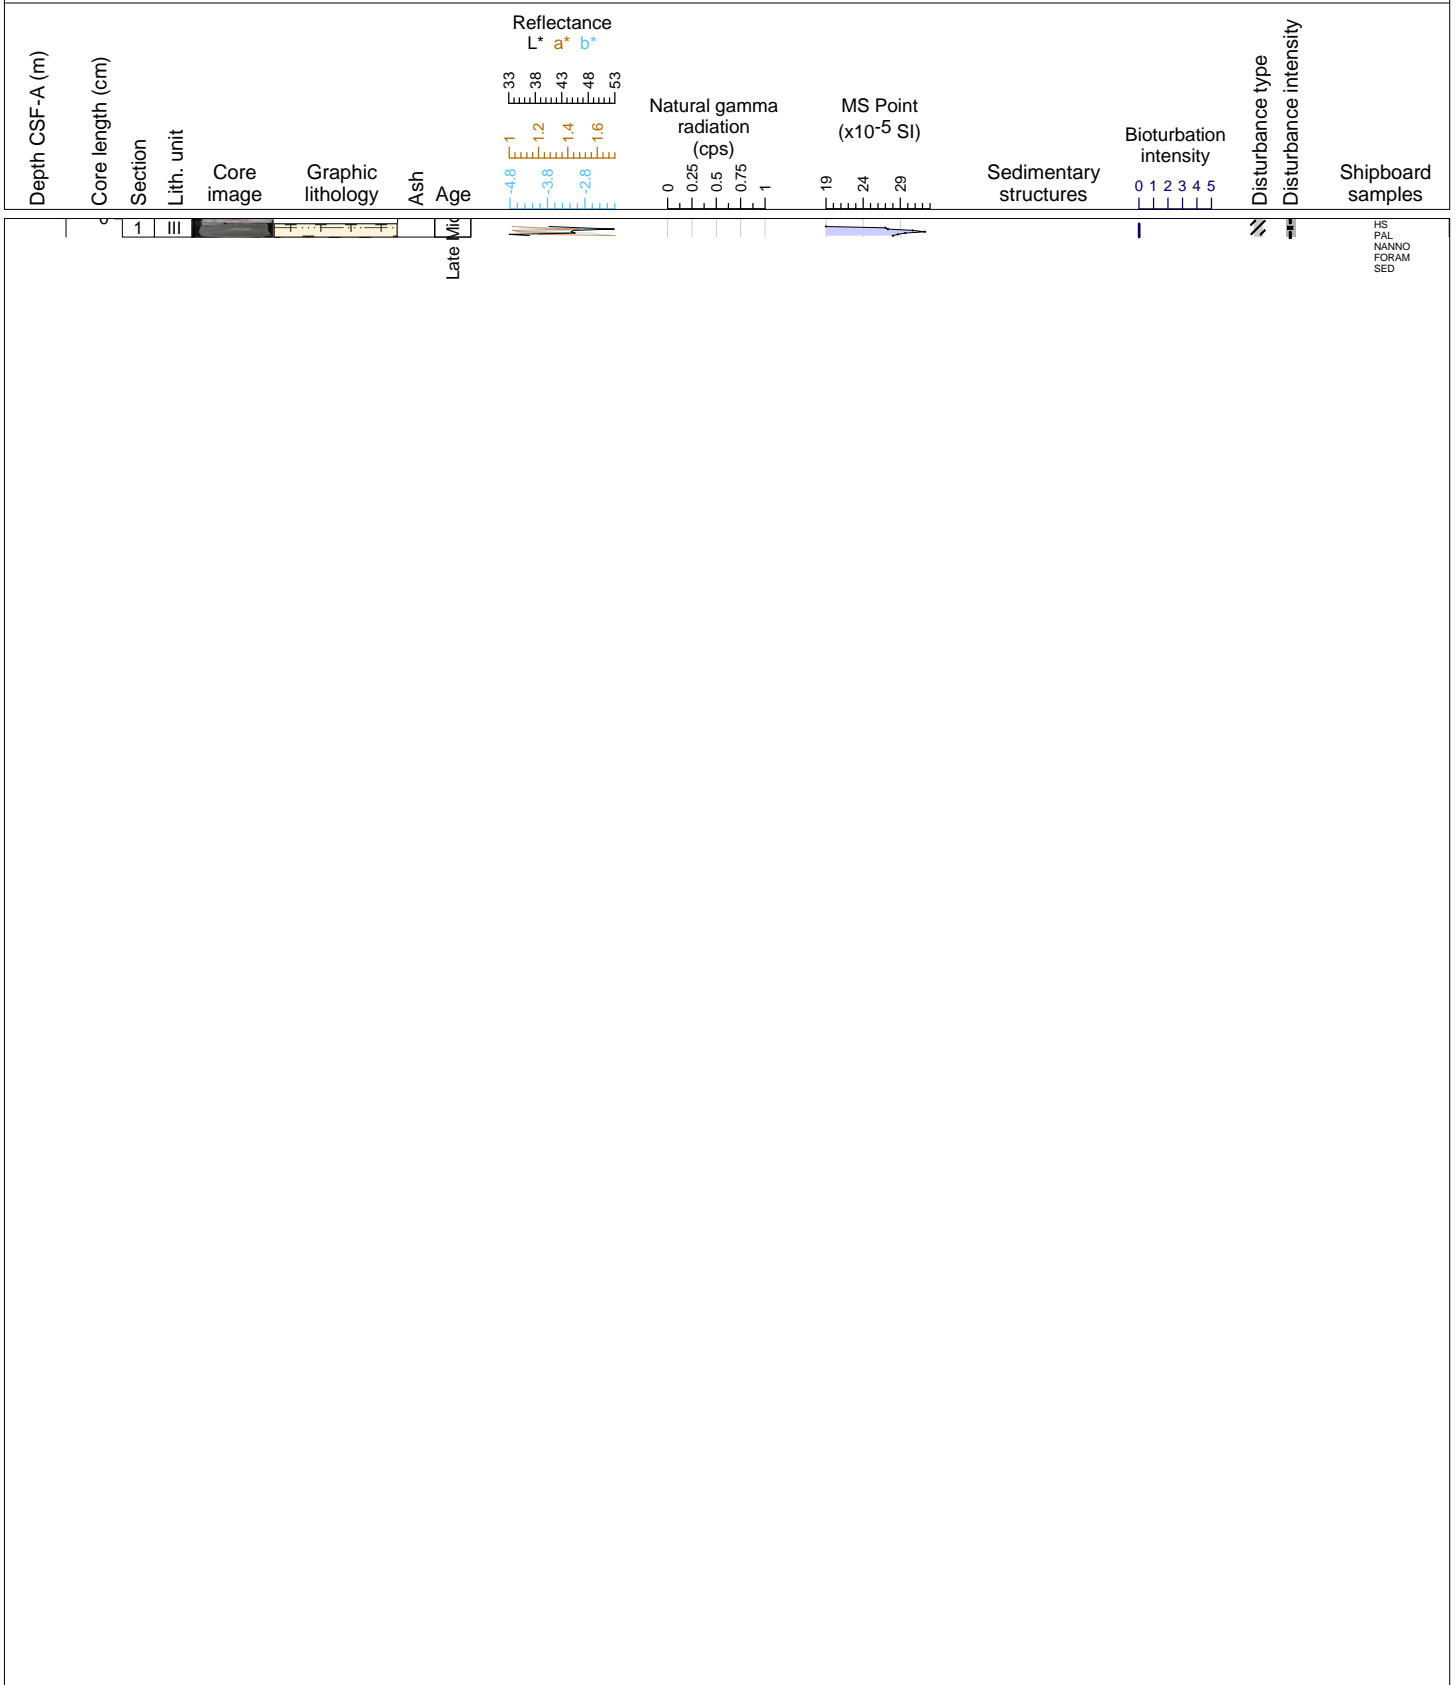 Depth CSF-A (m)
Core length (cm)
Section
Lith. unit
Core
image
Graphic
lithology
Ash
Age
Reflectance
L* a* b*
33 38 43 48 53
1 1.2 1.4 1.6
-4.8 -3.8 -2.8
Natural gamma
radiation
(cps)
0 0.25 0.5 0.75 1
MS Point
(x10-5 SI)
19 24 29
Sedimentary
structures
Bioturbation
intensity
0 1 2 3 4 5
Disturbance type
Disturbance intensity
Shipboard
samples
1
III
Late
HS
PAL
NANNO
FORAM
SED